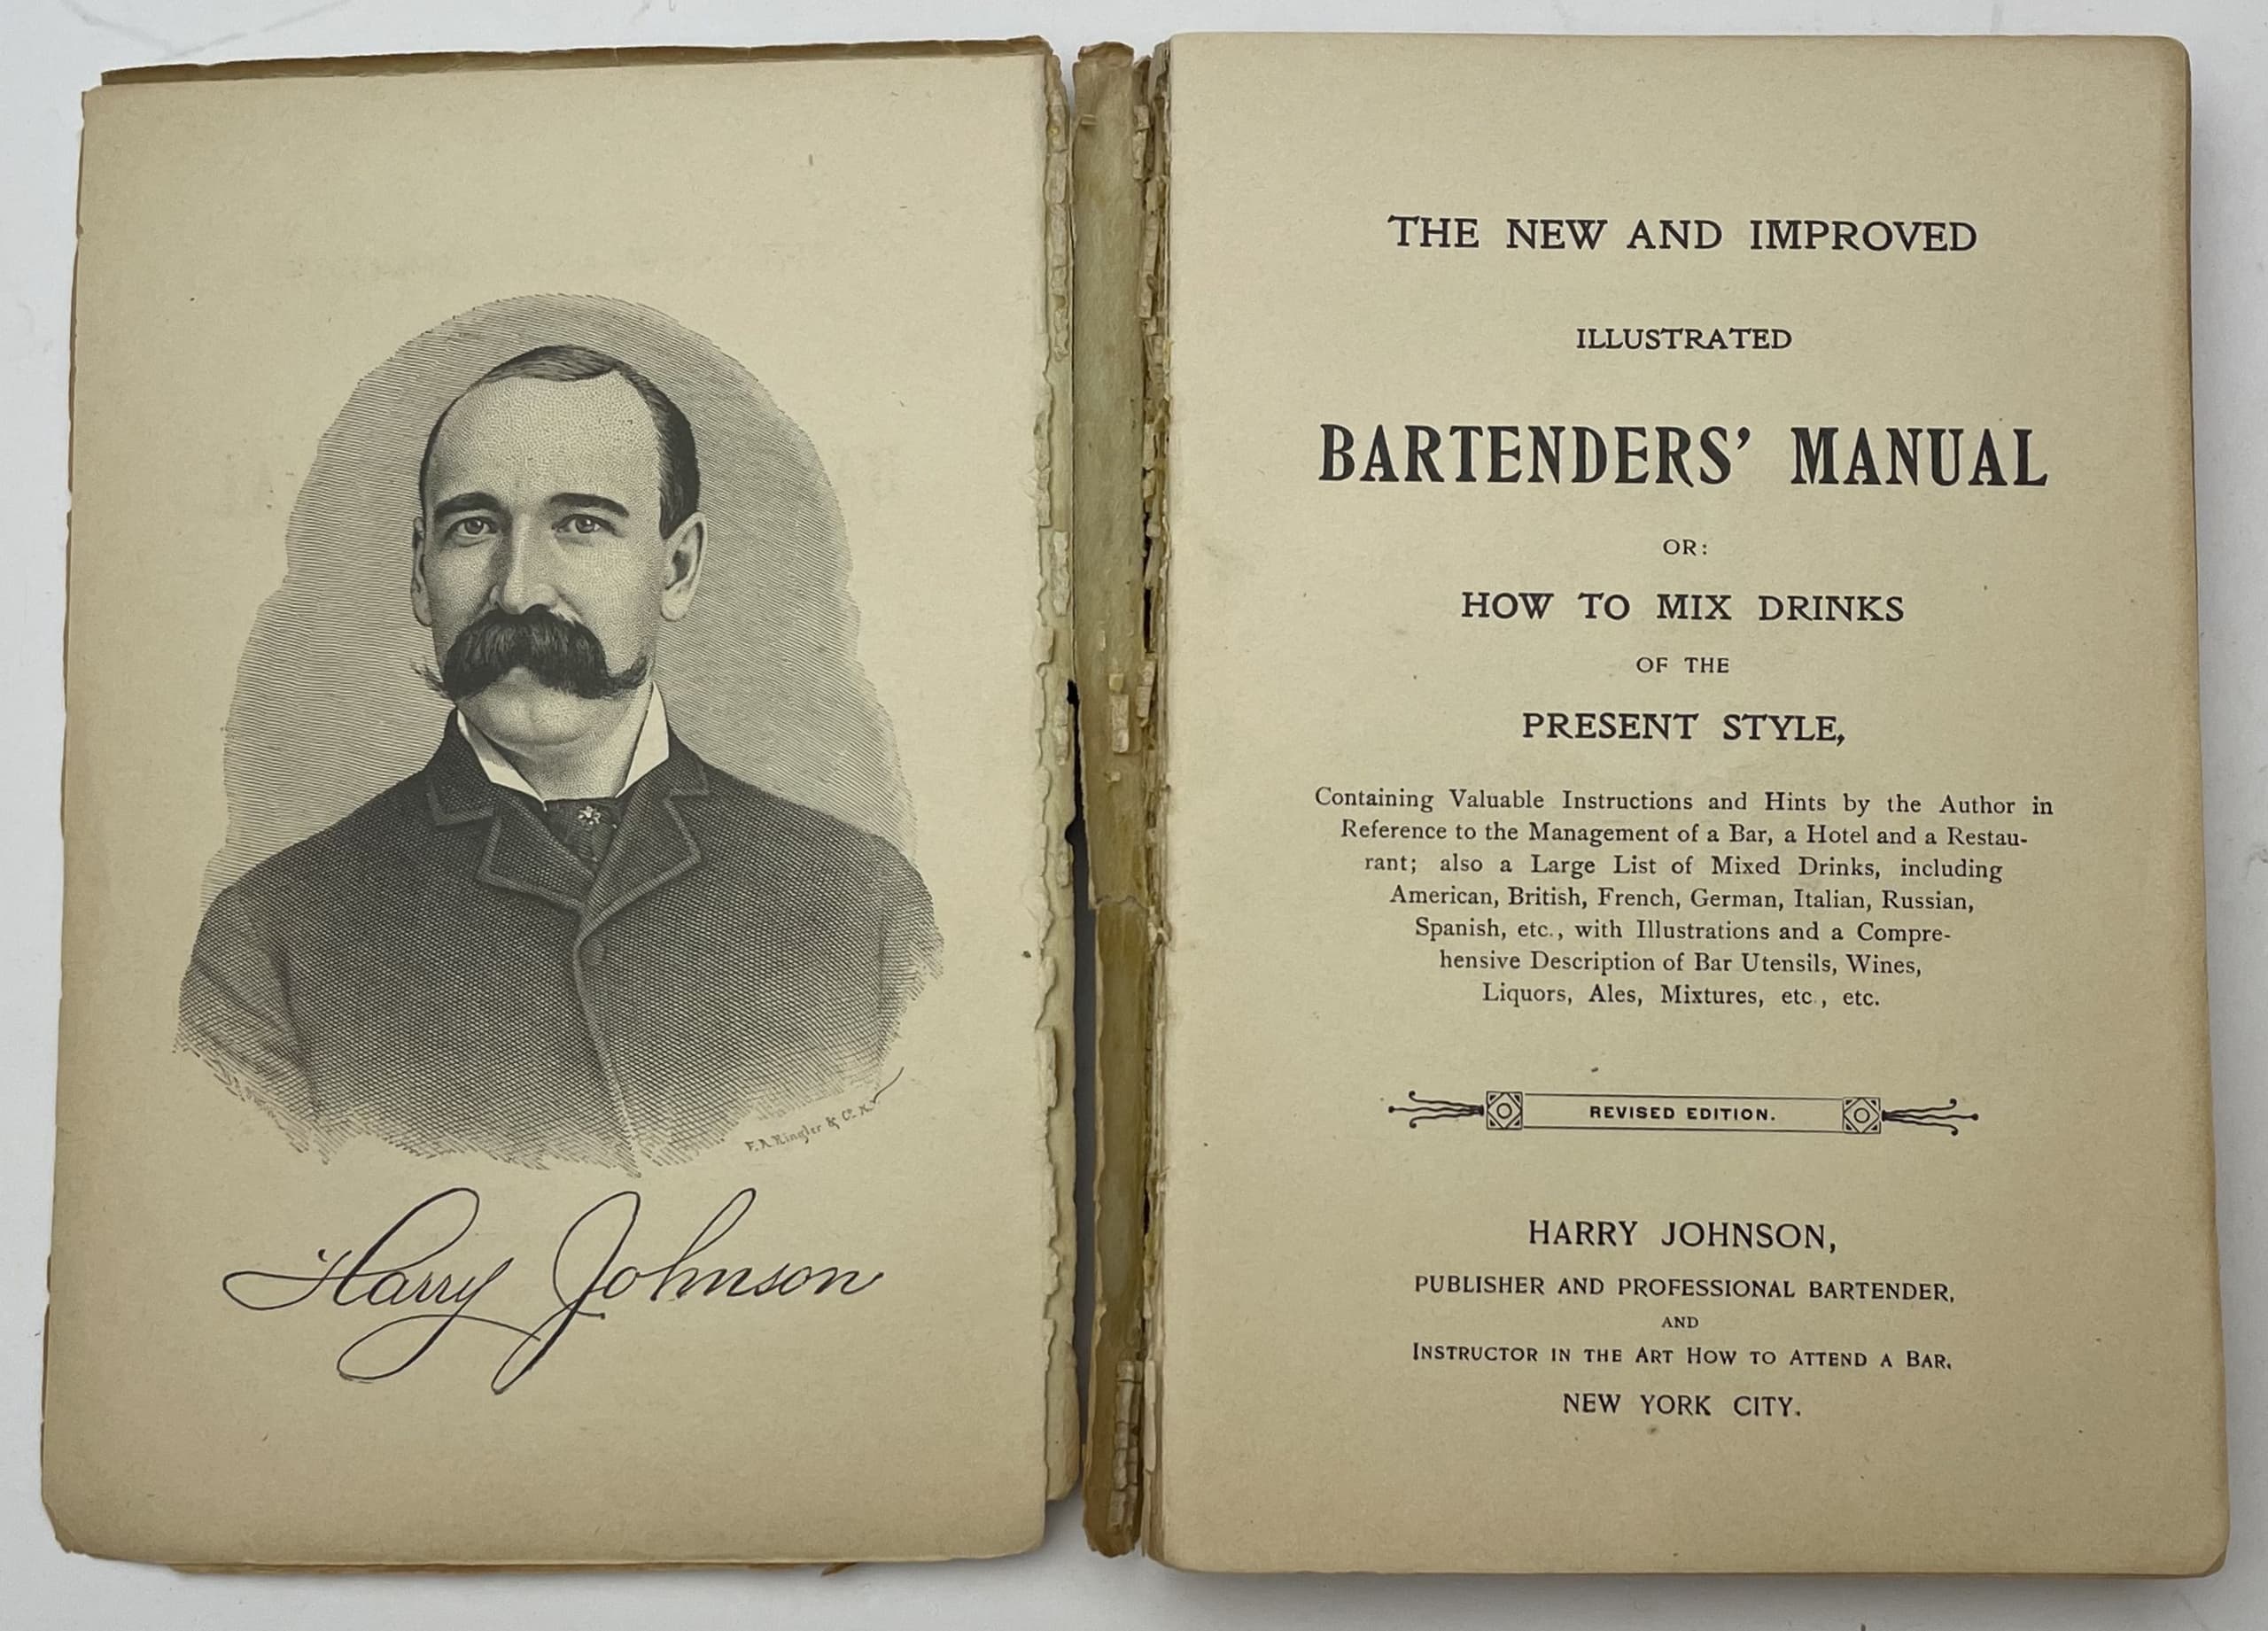 F. A. Ringler & Co. N. Y.
Harry Johnson
THE NEW AND IMPROVED
ILLUSTRATED
BARTENDERS' MANUAL
OR:
HOW TO MIX DRINKS
OF THE
PRESENT STYLE,
Containing Valuable Instructions and Hints by the Author in
Reference to the Management of a Bar, a Hotel and a Restau-
rant; also a Large List of Mixed Drinks, including
American, British, French, German, Italian, Russian,
Spanish, etc., with Illustrations and a Compre-
hensive Description of Bar Utensils, Wines,
Liquors, Ales, Mixtures, etc., etc.
REVISED EDITION.
HARRY JOHNSON,
PUBLISHER AND PROFESSIONAL BARTENDER,
AND
INSTRUCTOR IN THE ART HOW TO ATTEND A BAR.
NEW YORK CITY.